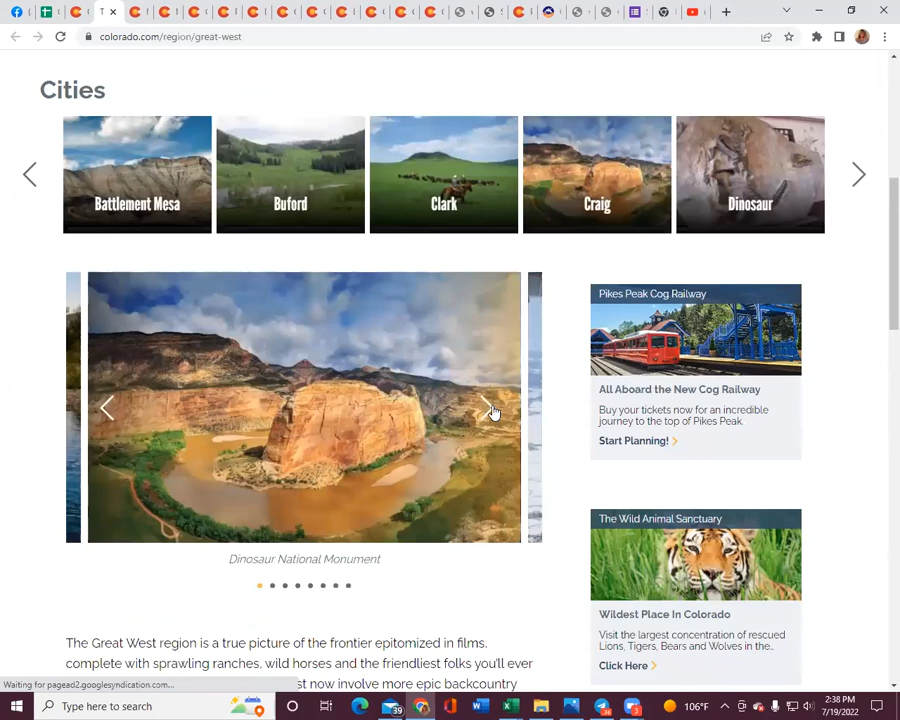 T
colorado.com/region/great-west
Cities
Battlement Mesa
Buford
Clark
Craig
Dinosaur
Pikes Peak Cog Railway
All Aboard the New Cog Railway
Buy your tickets now for an incredible
journey to the top of Pikes Peak.
Start Planning!
The Wild Animal Sanctuary
Wildest Place In Colorado
Visit the largest concentration of rescued
Lions, Tigers, Bears and Wolves in the...
Click Here
Dinosaur National Monument
The Great West region is a true picture of the frontier epitomized in films,
complete with sprawling ranches, wild horses and the friendliest folks you'll ever
st now involve more epic backcountry
Waiting for pagead2.googlesyndication.com...
Type here to search
39
106°F
2:38 PM
7/19/2022